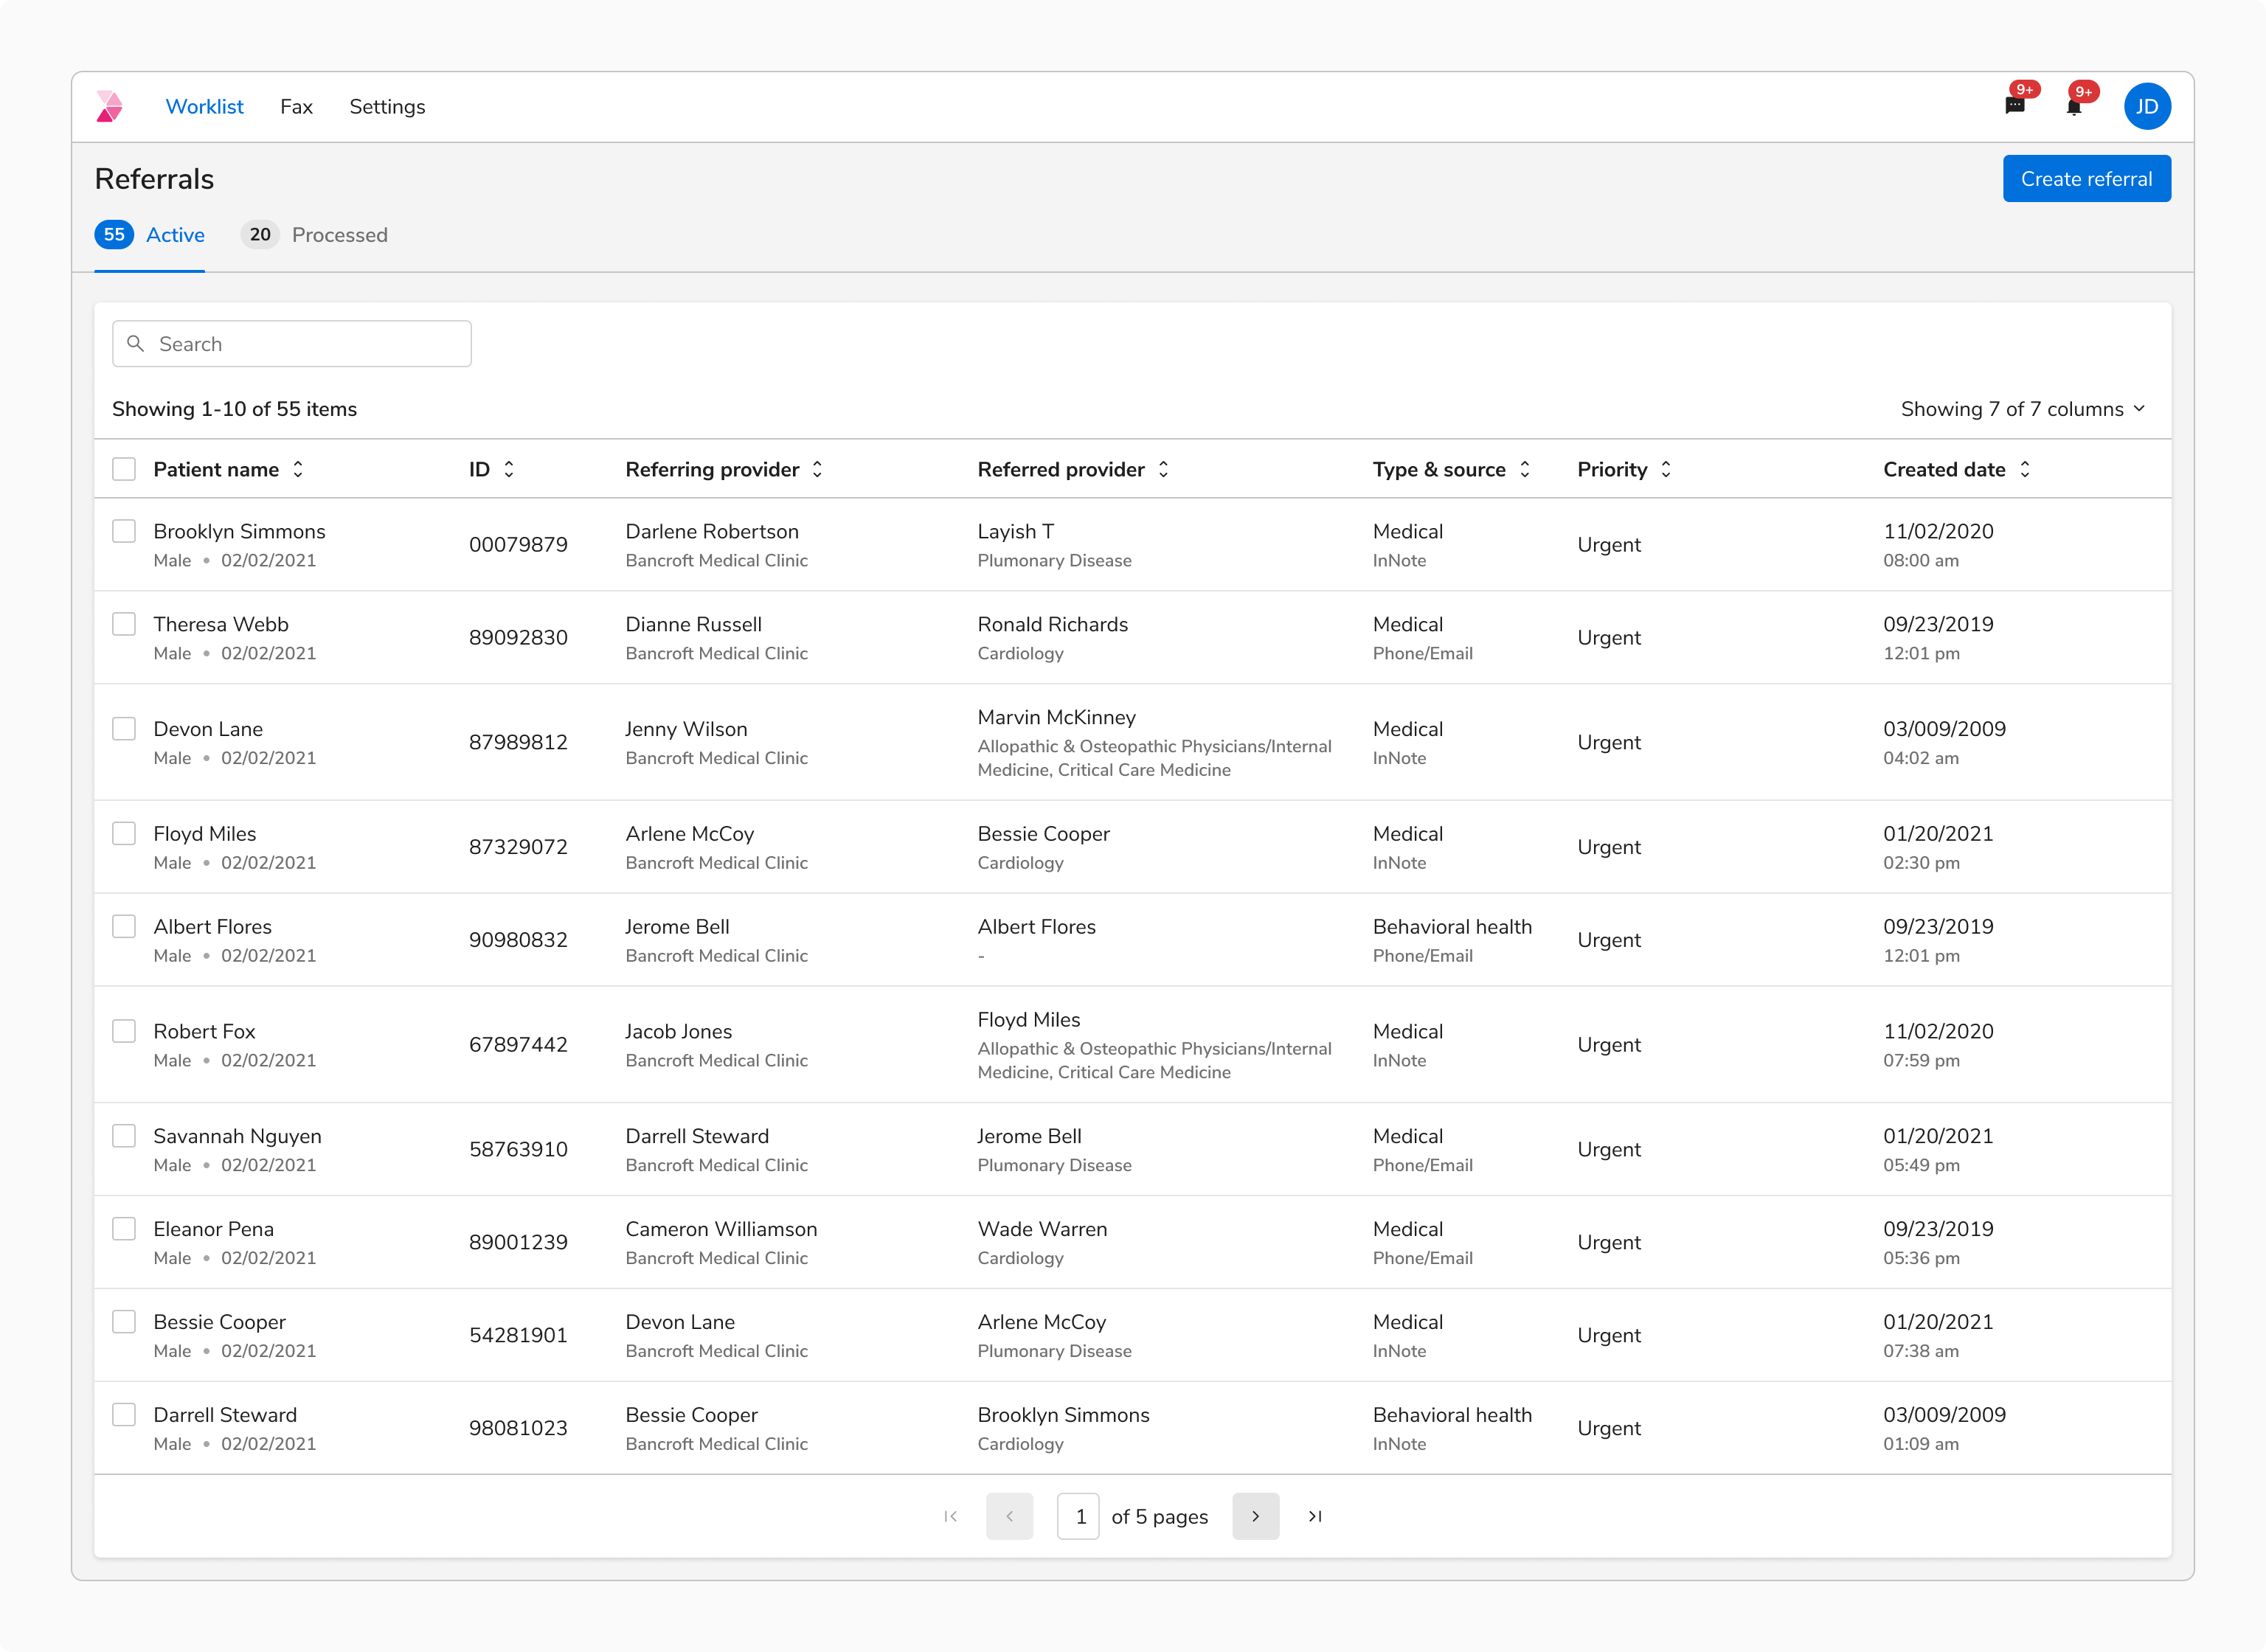 Worklist Fax Settings 9+ 9+ JD
Referrals Create referral
55 Active 20 Processed
Search
Showing 1-10 of 55 items Showing 7 of 7 columns
Patient name ID Referring provider Referred provider Type & source Priority Created date
Brooklyn Simmons Darlene Robertson Layish T Medical 11/02/2020
00079879 Urgent
Male • 02/02/2021 Bancroft Medical Clinic Plumonary Disease InNote 08:00 am
Theresa Webb Dianne Russell Ronald Richards Medical 09/23/2019
89092830 Urgent
Male • 02/02/2021 Bancroft Medical Clinic Cardiology Phone/Email 12:01 pm
Marvin McKinney
Devon Lane Jenny Wilson Medical 03/009/2009
87989812 Urgent
Allopathic & Osteopathic Physicians/Internal
Male • 02/02/2021 Bancroft Medical Clinic InNote 04:02 am
Medicine, Critical Care Medicine
Floyd Miles Arlene McCoy Bessie Cooper Medical 01/20/2021
87329072 Urgent
Male • 02/02/2021 Bancroft Medical Clinic Cardiology InNote 02:30 pm
Albert Flores Jerome Bell Albert Flores Behavioral health 09/23/2019
90980832 Urgent
Male • 02/02/2021 Bancroft Medical Clinic - Phone/Email 12:01 pm
Floyd Miles
Robert Fox Jacob Jones Medical 11/02/2020
67897442 Urgent
Allopathic & Osteopathic Physicians/Internal
Male • 02/02/2021 Bancroft Medical Clinic InNote 07:59 pm
Medicine, Critical Care Medicine
Savannah Nguyen Darrell Steward Jerome Bell Medical 01/20/2021
58763910 Urgent
Male • 02/02/2021 Bancroft Medical Clinic Plumonary Disease Phone/Email 05:49 pm
Eleanor Pena Cameron Williamson Wade Warren Medical 09/23/2019
89001239 Urgent
Male • 02/02/2021 Bancroft Medical Clinic Cardiology Phone/Email 05:36 pm
Bessie Cooper Devon Lane Arlene McCoy Medical 01/20/2021
54281901 Urgent
Male • 02/02/2021 Bancroft Medical Clinic Plumonary Disease InNote 07:38 am
Darrell Steward Bessie Cooper Brooklyn Simmons Behavioral health 03/009/2009
98081023 Urgent
Male • 02/02/2021 Bancroft Medical Clinic Cardiology InNote 01:09 am
1 of 5 pages